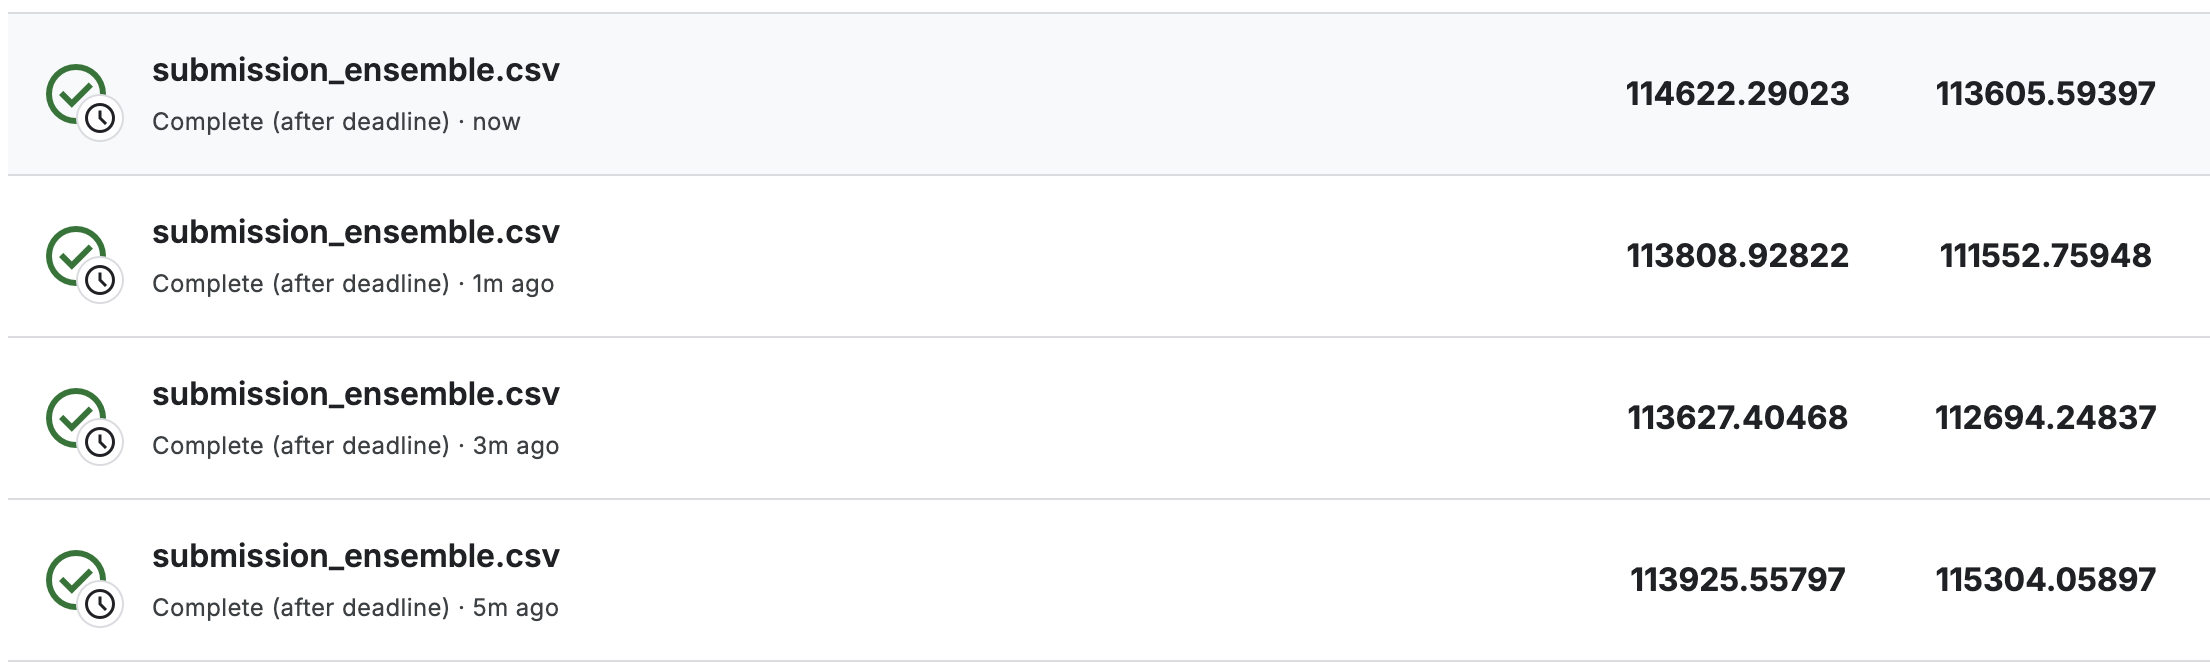 submission_ensemble.csv
Complete (after deadline) · now
114622.29023
113605.59397
submission_ensemble.csv
Complete (after deadline) · 1m ago
113808.92822
111552.75948
submission_ensemble.csv
Complete (after deadline) · 3m ago
113627.40468
112694.24837
submission_ensemble.csv
Complete (after deadline) · 5m ago
113925.55797
115304.05897